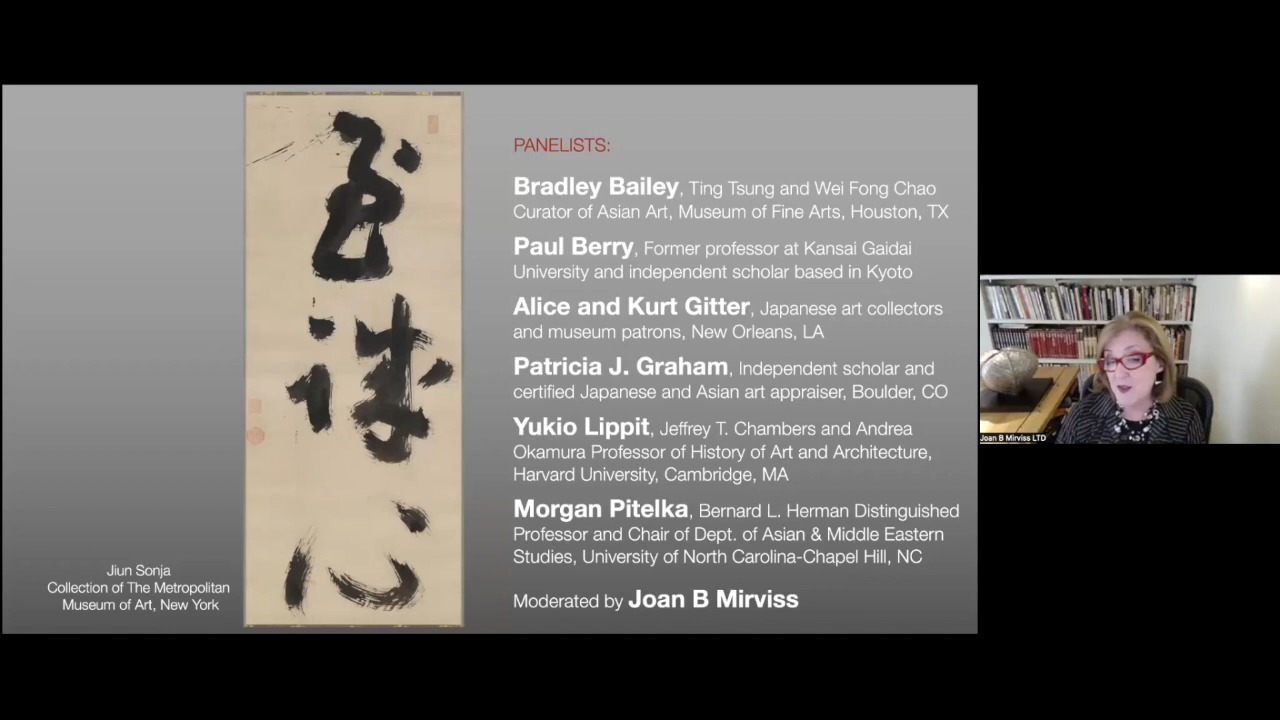 PANELISTS:
Bradley Bailey, Ting Tsung and Wei Fong Chao
Curator of Asian Art, Museum of Fine Arts, Houston, TX
Paul Berry, Former professor at Kansai Gaidai
University and independent scholar based in Kyoto
Alice and Kurt Gitter, Japanese art collectors
and museum patrons, New Orleans, LA
Patricia J. Graham, Independent scholar and
certified Japanese and Asian art appraiser, Boulder, CO
Yukio Lippit, Jeffrey T. Chambers and Andrea
Okamura Professor of History of Art and Architecture,
Harvard University, Cambridge, MA
Morgan Pitelka, Bernard L. Herman Distinguished
Professor and Chair of Dept. of Asian & Middle Eastern
Studies, University of North Carolina-Chapel Hill, NC
Moderated by Joan B Mirviss
Jiun Sonja
Collection of The Metropolitan
Museum of Art, New York
Joan B Mirviss LTD